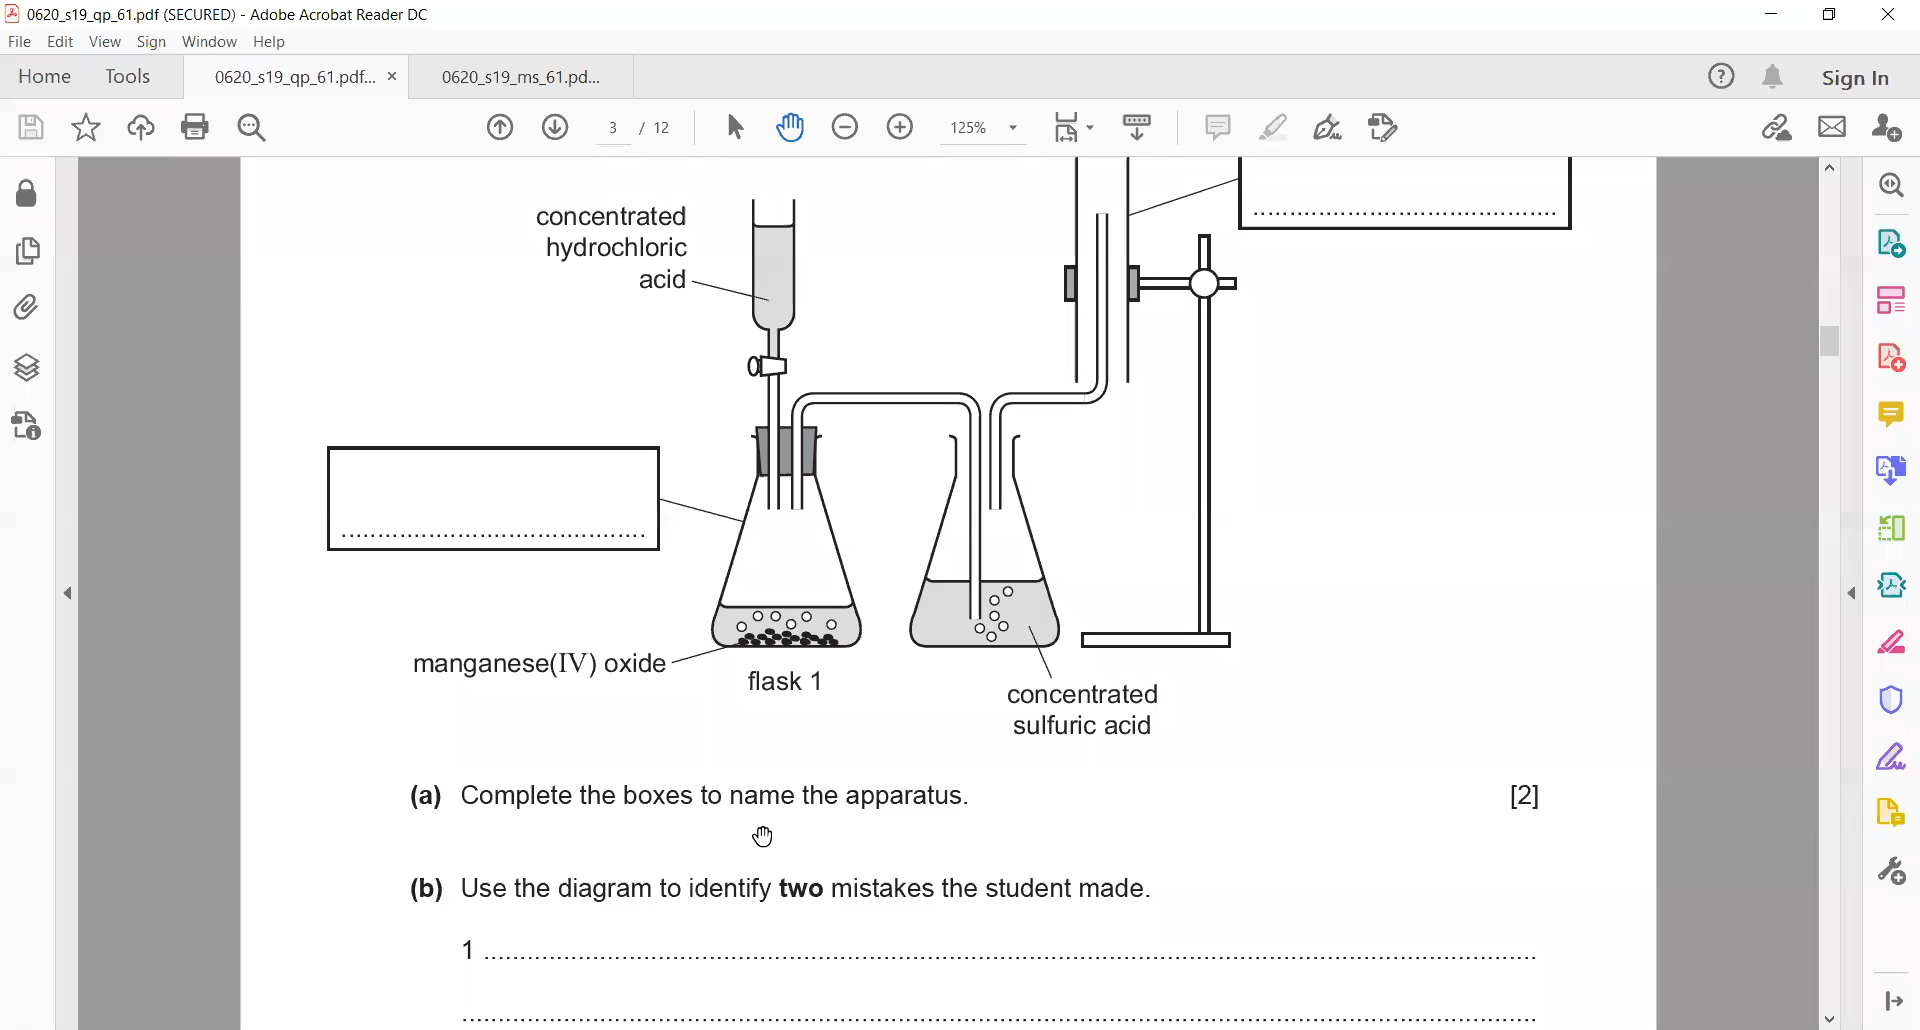 0620_s19_qp_61.pdf (SECURED) - Adobe Acrobat Reader DC
File Edit View Sign Window Help
Home Tools 0620_s19_qp_61.pdf... × 0620_s19_ms_61.pd... ? Sign In
3 / 12 125%
concentrated
hydrochloric
acid
manganese(IV) oxide
flask 1
concentrated
sulfuric acid
(a) Complete the boxes to name the apparatus. [2]
(b) Use the diagram to identify two mistakes the student made.
1